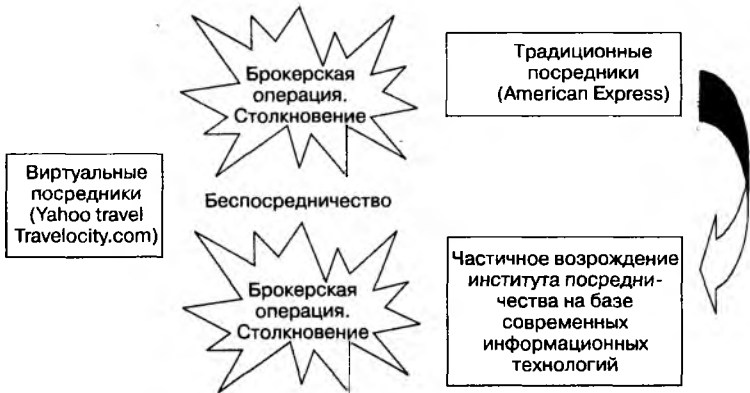 Брокерская
операция.
Столкновение
Традиционные
посредники
(American Express)
Виртуальные
посредники
(Yahoo travel
Travelocity.com)
Беспосредничество
Брокерская
операция.
Столкновение
Частичное возрождение
института посредни-
чества на базе
современных
информационных
технологий